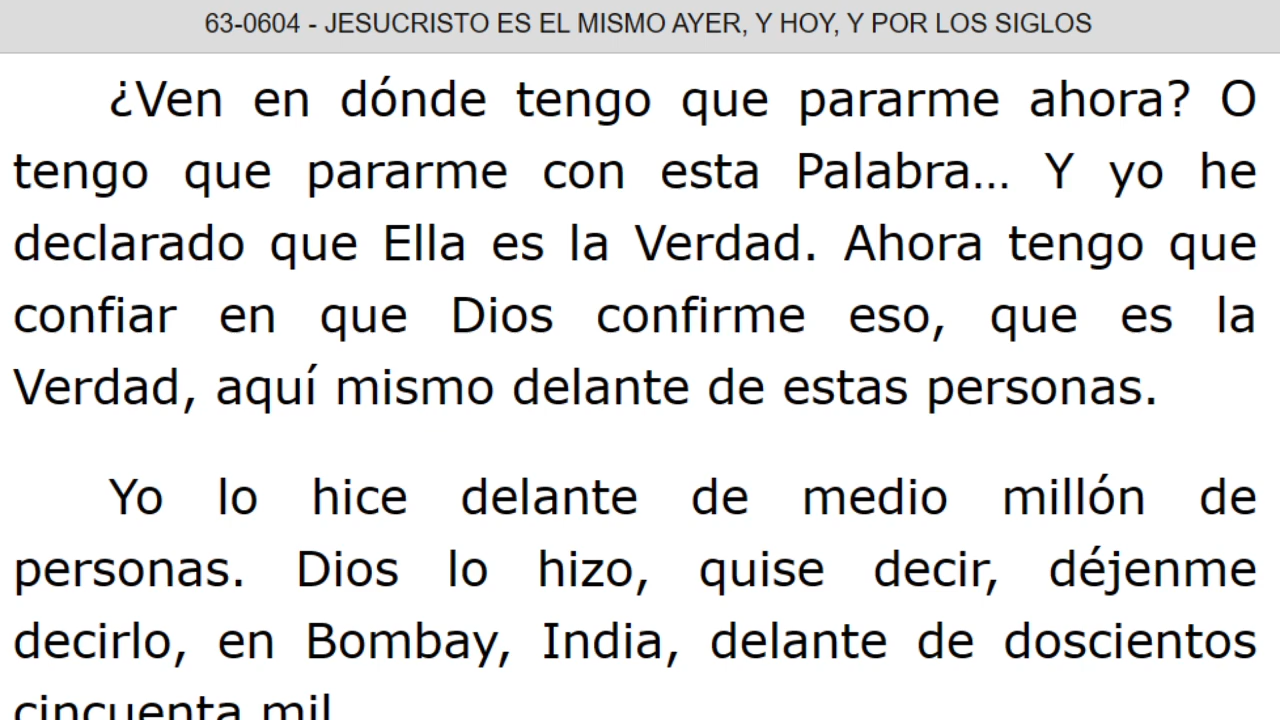 63-0604 - JESUCRISTO ES EL MISMO AYER, Y HOY, Y POR LOS SIGLOS
¿Ven en dónde tengo que pararme ahora? O
tengo que pararme con esta Palabra... Y yo he
declarado que Ella es la Verdad. Ahora tengo que
confiar en que Dios confirme eso, que es la
Verdad, aquí mismo delante de estas personas.
Yo lo hice delante de medio millón de
personas. Dios lo hizo, quise decir, déjenme
decirlo, en Bombay, India, delante de doscientos
cincuenta mil